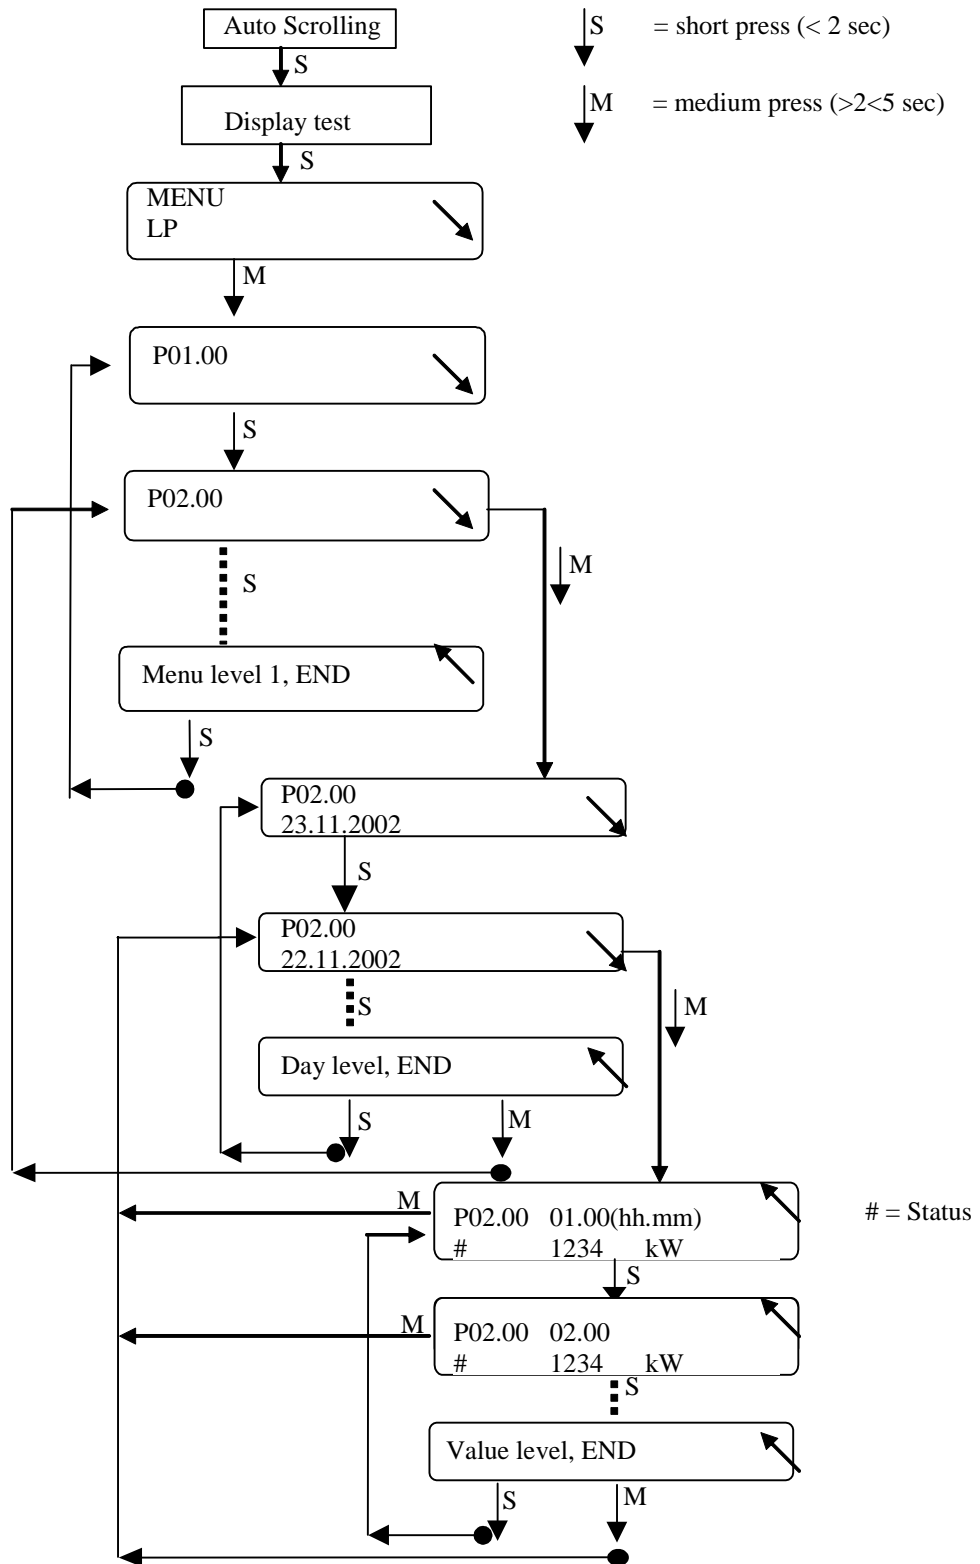 Auto Scrolling
S = short press (< 2 sec)
S
Display test
M = medium press (>2<5 sec)
S
MENU
LP
M
P01.00
S
P02.00
M
S
Menu level 1, END
S
P02.00
23.11.2002
S
P02.00
22.11.2002
S
M
Day level, END
S M
M
P02.00 01.00(hh.mm)
# 1234 kW
# = Status
S
M
P02.00 02.00
# 1234 kW
S
Value level, END
S M